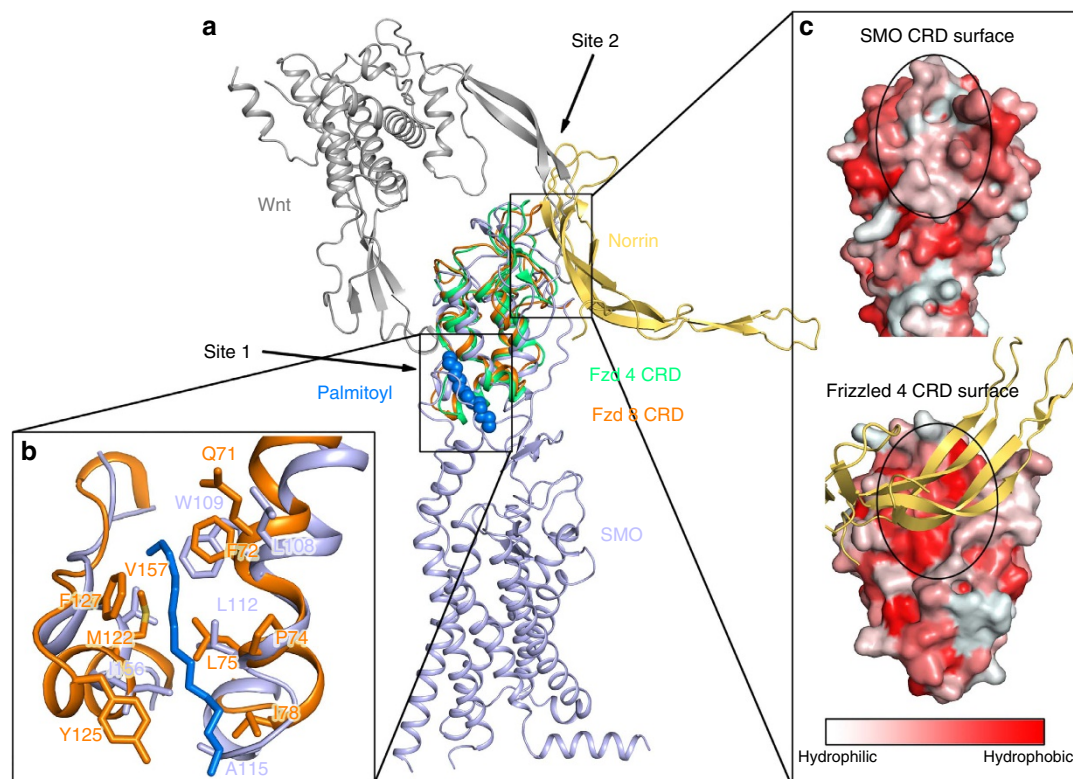 a
Site 2
Wnt
Norrin
Site 1
Palmitoyl
Fzd 4 CRD
Fzd 8 CRD
SMO
b
Q71
W109
F72
L108
V157
F127
L112
M122
P74
L75
I156
I78
Y125
A115
c
SMO CRD surface
Frizzled 4 CRD surface
Hydrophilic
Hydrophobic